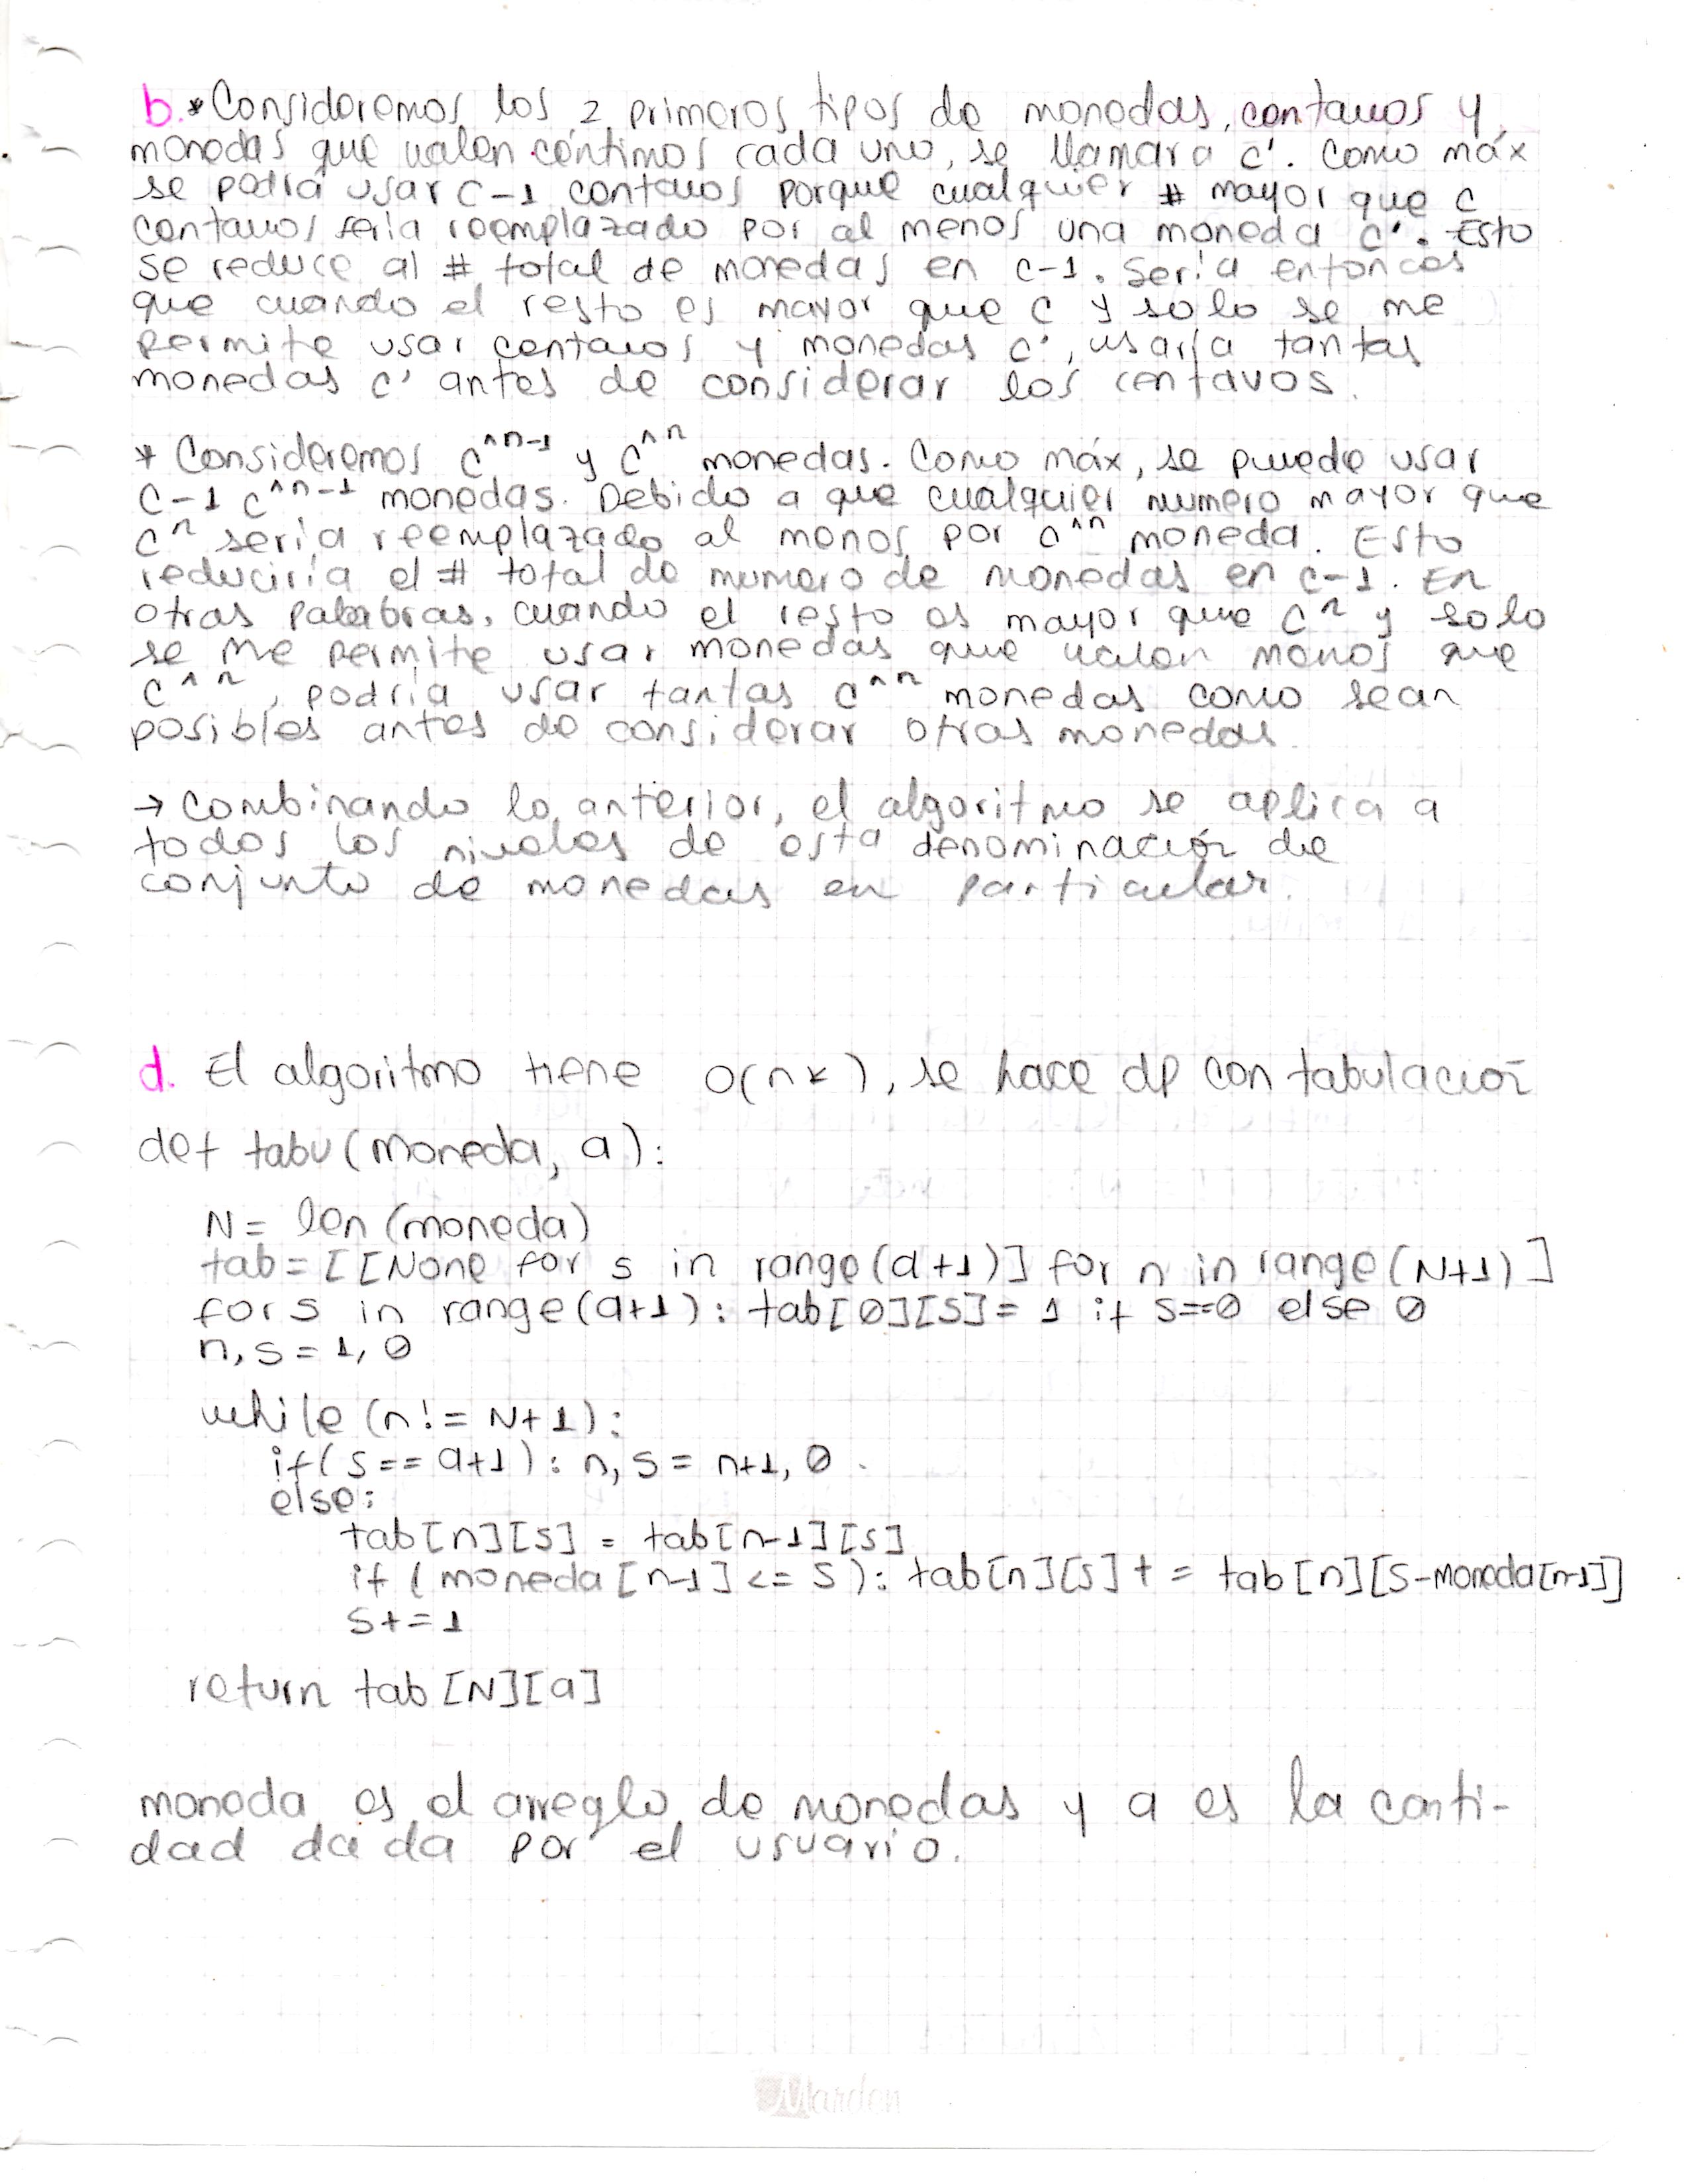 b. * Consideremos los 2 primeros tipos de monedas, centavos y
monedas que valen céntimos cada uno, se llamará c'. Como máx
se podrá usar c-1 centavos porque cualquier # mayor que c
centavos sería reemplazado por al menos una moneda c'. Esto
se reduce al # total de monedas en c-1. Sería entonces
que cuando el resto es mayor que c y solo se me
permite usar centavos y monedas c', usaría tantas
monedas c' antes de considerar los centavos.
* Consideremos c^n-1 y c^n monedas. Como máx, se puede usar
c-1 c^n-1 monedas. Debido a que cualquier numero mayor que
c^n sería reemplazado al menos por c^n moneda. Esto
reduciría el # total de numero de monedas en c-1. En
otras palabras, cuando el resto es mayor que c^n y solo
se me permite usar monedas que valen menos que
c^n, podría usar tantas c^n monedas como sean
posibles antes de considerar otras monedas.
→ Combinando lo anterior, el algoritmo se aplica a
todos los niveles de esta denominación de
conjunto de monedas en particular.
d. El algoritmo tiene O(nk), se hace dp con tabulación
def tabu(moneda, a):
N = len(moneda)
tab = [[None for s in range(a+1)] for n in range(N+1)]
for s in range(a+1): tab[0][s] = 1 if s==0 else 0
n, s = 1, 0
while (n != N+1):
if(s == a+1): n, s = n+1, 0
else:
tab[n][s] = tab[n-1][s]
if (moneda[n-1] <= s): tab[n][s] += tab[n][s-moneda[n-1]]
s += 1
return tab[N][a]
moneda es el arreglo de monedas y a es la canti-
dad dada por el usuario.
Marden